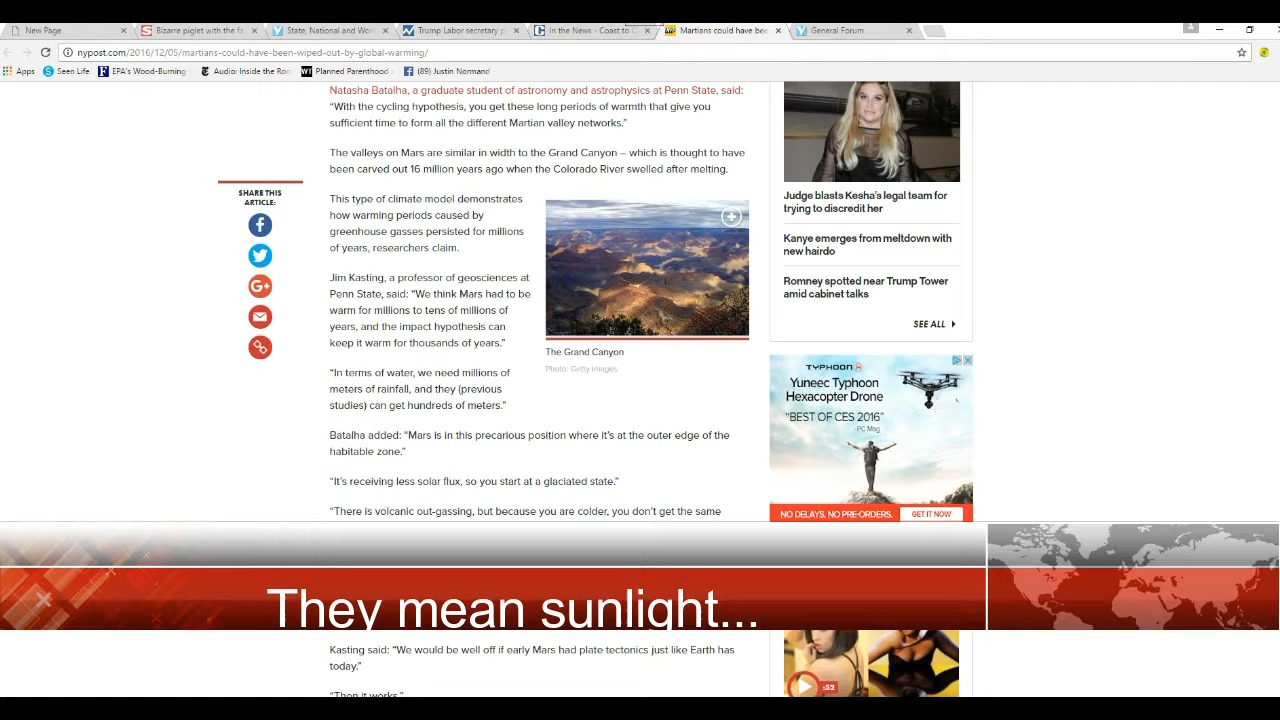 New Page
Bizarre piglet with the fa
State, National and Worl
Trump Labor secretary p
In the News - Coast to C
Martians could have bee
General Forum
nypost.com/2016/12/05/martians-could-have-been-wiped-out-by-global-warming/
Apps
Seen Life
EPA's Wood-Burning
Audio: Inside the Roo
Planned Parenthood
(89) Justin Normand
SHARE THIS
ARTICLE:
Natasha Batalha, a graduate student of astronomy and astrophysics at Penn State, said:
“With the cycling hypothesis, you get these long periods of warmth that give you
sufficient time to form all the different Martian valley networks.”
The valleys on Mars are similar in width to the Grand Canyon – which is thought to have
been carved out 16 million years ago when the Colorado River swelled after melting.
This type of climate model demonstrates
how warming periods caused by
greenhouse gasses persisted for millions
of years, researchers claim.
Jim Kasting, a professor of geosciences at
Penn State, said: “We think Mars had to be
warm for millions to tens of millions of
years, and the impact hypothesis can
keep it warm for thousands of years.”
“In terms of water, we need millions of
meters of rainfall, and they (previous
studies) can get hundreds of meters.”
The Grand Canyon
Photo: Getty Images
Batalha added: “Mars is in this precarious position where it’s at the outer edge of the
habitable zone.”
“It’s receiving less solar flux, so you start at a glaciated state.”
“There is volcanic out-gassing, but because you are colder, you don’t get the same
Judge blasts Kesha’s legal team for
trying to discredit her
Kanye emerges from meltdown with
new hairdo
Romney spotted near Trump Tower
amid cabinet talks
SEE ALL
TYPHOON H
Yuneec Typhoon
Hexacopter Drone
“BEST OF CES 2016”
-PC Mag
NO DELAYS. NO PRE-ORDERS.
GET IT NOW
They mean sunlight...
Kasting said: “We would be well off if early Mars had plate tectonics just like Earth has
today.”
“Then it works.”
:52